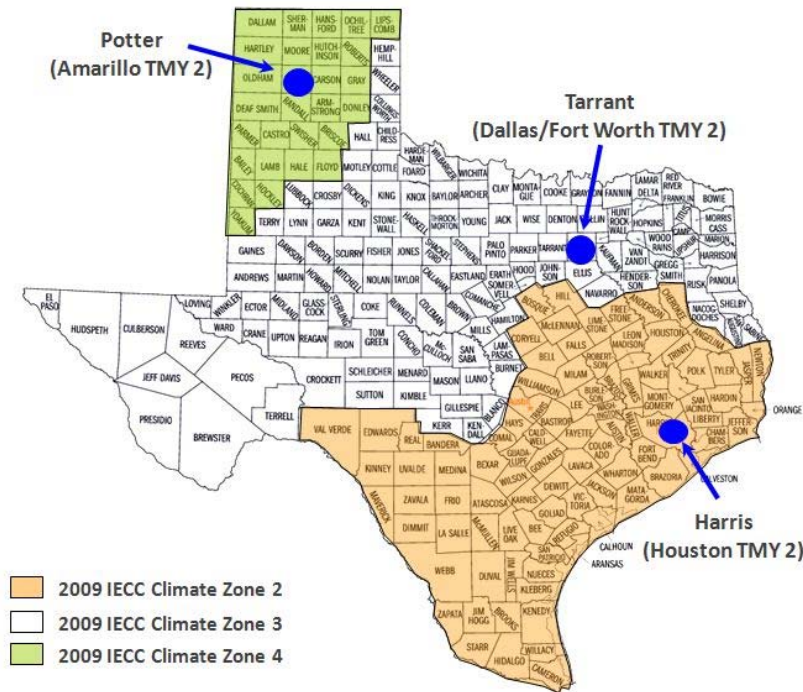 Potter
(Amarillo TMY 2)
Tarrant
(Dallas/Fort Worth TMY 2)
Harris
(Houston TMY 2)
DALLAM
SHER-
MAN
HANS-
FORD
OCHIL-
TREE
LIPS-
COMB
HARTLEY
MOORE
HUTCH-
INSON
ROBERTS
HEMP-
HILL
OLDHAM
CARSON
GRAY
WHEELER
DEAF SMITH
RANDALL
ARM-
STRONG
DONLEY
COLLINGS-
WORTH
PARMER
CASTRO
SWISHER
BRISCOE
HALL
CHILD-
RESS
BAILEY
LAMB
HALE
FLOYD
MOTLEY
COTTLE
HARDE-
MAN
FOARD
WILBARGER
WICHITA
CLAY
MONTA-
GUE
COOKE
GRAYSON
FANNIN
LAMAR
RED
RIVER
DELTA
BOWIE
COCHRAN
HOCKLEY
LUBBOCK
CROSBY
DICKENS
KING
KNOX
BAYLOR
ARCHER
JACK
WISE
DENTON
HUNT
ROCK
WALL
HOPKINS
FRANKLIN
TITUS
CAMP
MORRIS
CASS
MARION
YOAKUM
TERRY
LYNN
GARZA
KENT
STONE-
WALL
HASKELL
THROCK-
MORTON
YOUNG
PALO
PINTO
PARKER
TARRANT
KAUFMAN
VAN
ZANDT
WOOD
RAINS
UPSHUR
GREGG
SMITH
HARRISON
GAINES
DAWSON
BORDEN
SCURRY
FISHER
JONES
SHACKEL-
FORD
STEPHENS
HOOD
JOHN-
SON
ELLIS
HENDER-
SON
RUSK
PANOLA
ANDREWS
MARTIN
HOWARD
MITCHELL
NOLAN
TAYLOR
CALLAHAN
EASTLAND
ERATH
SOMER-
VELL
NAVARRO
SHELBY
NACOG-
DOCHES
EL
PASO
HUDSPETH
CULBERSON
REEVES
LOVING
WINKLER
ECTOR
MIDLAND
GLASS-
COCK
STERLING
COKE
RUNNELS
COLEMAN
BROWN
COMANCHE
HAMILTON
MILLS
BOSQUE
HILL
FREE-
STONE
ANDERSON
CHEROKEE
WARD
CRANE
UPTON
REAGAN
IRION
TOM
GREEN
CONCHO
Mc-
CULLOCH
SAN
SABA
LAM-
PASAS
BURNET
CORYELL
McLENNAN
LIME
STONE
FALLS
LEON
MADISON
HOUSTON
ANGELINA
TRINITY
JEFF DAVIS
PECOS
CROCKETT
SCHLEICHER
MENARD
MASON
LLANO
BELL
MILAM
ROBERT-
SON
GRIMES
WALKER
POLK
TYLER
JASPER
NEWTON
PRESIDIO
BREWSTER
TERRELL
SUTTON
KIMBLE
GILLESPIE
BLANCO
WILLIAMSON
BURLE-
SON
LEE
MONT-
GOMERY
SAN
JACINTO
HARDIN
ORANGE
VAL VERDE
EDWARDS
REAL
KERR
KEN-
DALL
BANDERA
COMAL
HAYS
CALD-
WELL
BASTROP
FAYETTE
AUSTIN
WALLER
LIBERTY
JEFFER-
SON
CHAM-
BERS
KINNEY
UVALDE
MEDINA
BEXAR
GUADA-
LUPE
GONZALES
COLOR-
ADO
LAVACA
FORT
BEND
BRAZORIA
WHARTON
MAVERICK
ZAVALA
FRIO
ATASCOSA
WILSON
KARNES
DEWITT
JACKSON
MATA
GORDA
DIMMIT
LA SALLE
McMULLEN
LIVE
OAK
BEE
GOLIAD
VIC-
TORIA
REFUGIO
CALHOUN
ARANSAS
SAN
PATRICIO
WEBB
DUVAL
JIM WELLS
NUECES
KLEBERG
ZAPATA
JIM
HOGG
BROOKS
KENEDY
STARR
HIDALGO
WILLACY
CAMERON
2009 IECC Climate Zone 2
2009 IECC Climate Zone 3
2009 IECC Climate Zone 4